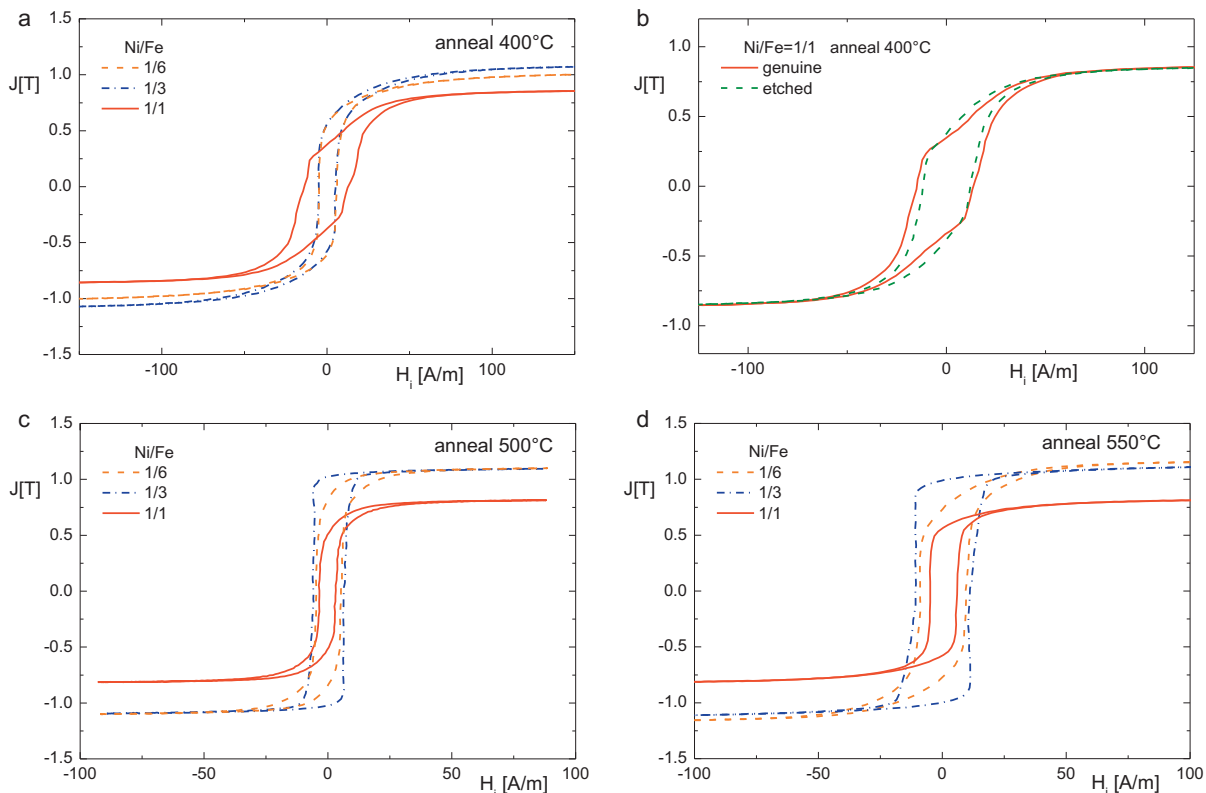 a
anneal 400°C
Ni/Fe
1/6
1/3
1/1
J[T]
1.5
1.0
0.5
0.0
-0.5
-1.0
-1.5
-100
0
100
H_i [A/m]
b
Ni/Fe=1/1 anneal 400°C
genuine
etched
J[T]
1.0
0.5
0.0
-0.5
-1.0
-100
0
100
H_i [A/m]
c
anneal 500°C
Ni/Fe
1/6
1/3
1/1
J[T]
1.5
1.0
0.5
0.0
-0.5
-1.0
-1.5
-100
-50
0
50
100
H_i [A/m]
d
anneal 550°C
Ni/Fe
1/6
1/3
1/1
J[T]
1.5
1.0
0.5
0.0
-0.5
-1.0
-1.5
-100
-50
0
50
100
H_i [A/m]